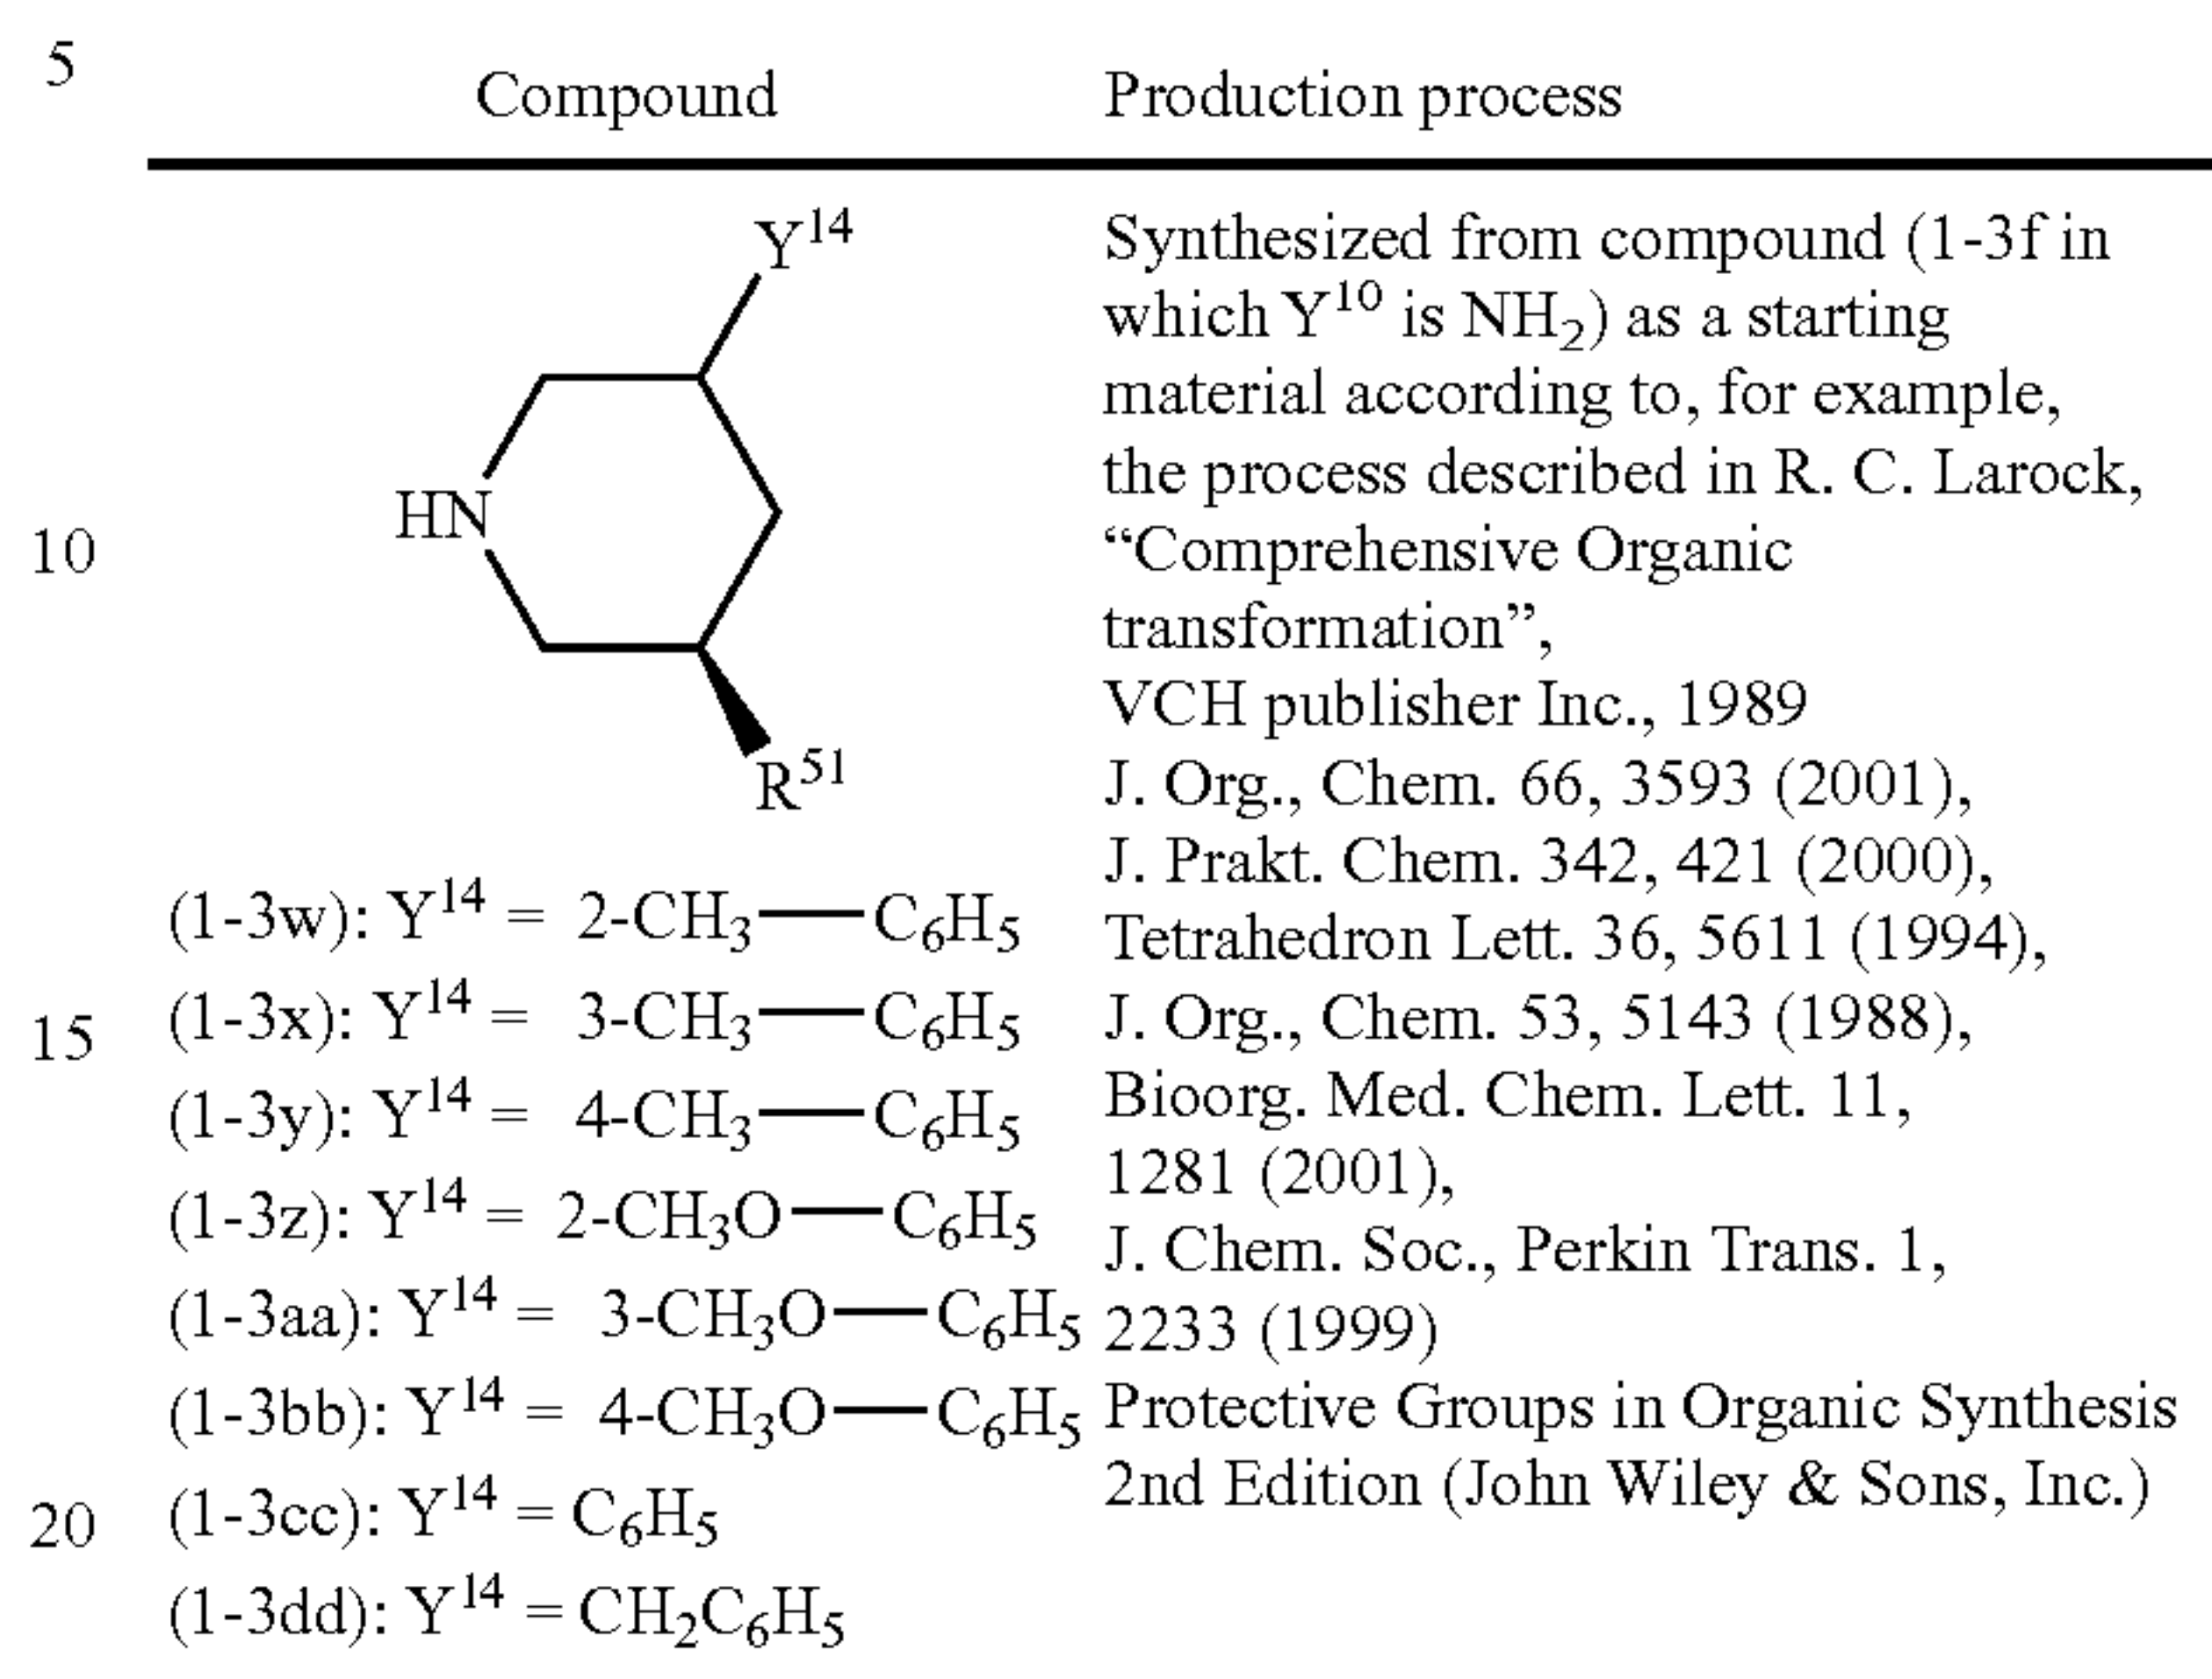 5
Compound Production process
Y¹⁴
HN
R⁵¹
(1-3w): Y¹⁴ = 2-CH₃—C₆H₅
(1-3x): Y¹⁴ = 3-CH₃—C₆H₅
15
(1-3y): Y¹⁴ = 4-CH₃—C₆H₅
(1-3z): Y¹⁴ = 2-CH₃O—C₆H₅
(1-3aa): Y¹⁴ = 3-CH₃O—C₆H₅
(1-3bb): Y¹⁴ = 4-CH₃O—C₆H₅
20
(1-3cc): Y¹⁴ = C₆H₅
(1-3dd): Y¹⁴ = CH₂C₆H₅
10
Synthesized from compound (1-3f in
which Y¹⁰ is NH₂) as a starting
material according to, for example,
the process described in R. C. Larock,
“Comprehensive Organic
transformation”,
VCH publisher Inc., 1989
J. Org., Chem. 66, 3593 (2001),
J. Prakt. Chem. 342, 421 (2000),
Tetrahedron Lett. 36, 5611 (1994),
J. Org., Chem. 53, 5143 (1988),
Bioorg. Med. Chem. Lett. 11,
1281 (2001),
J. Chem. Soc., Perkin Trans. 1,
2233 (1999)
Protective Groups in Organic Synthesis
2nd Edition (John Wiley & Sons, Inc.)